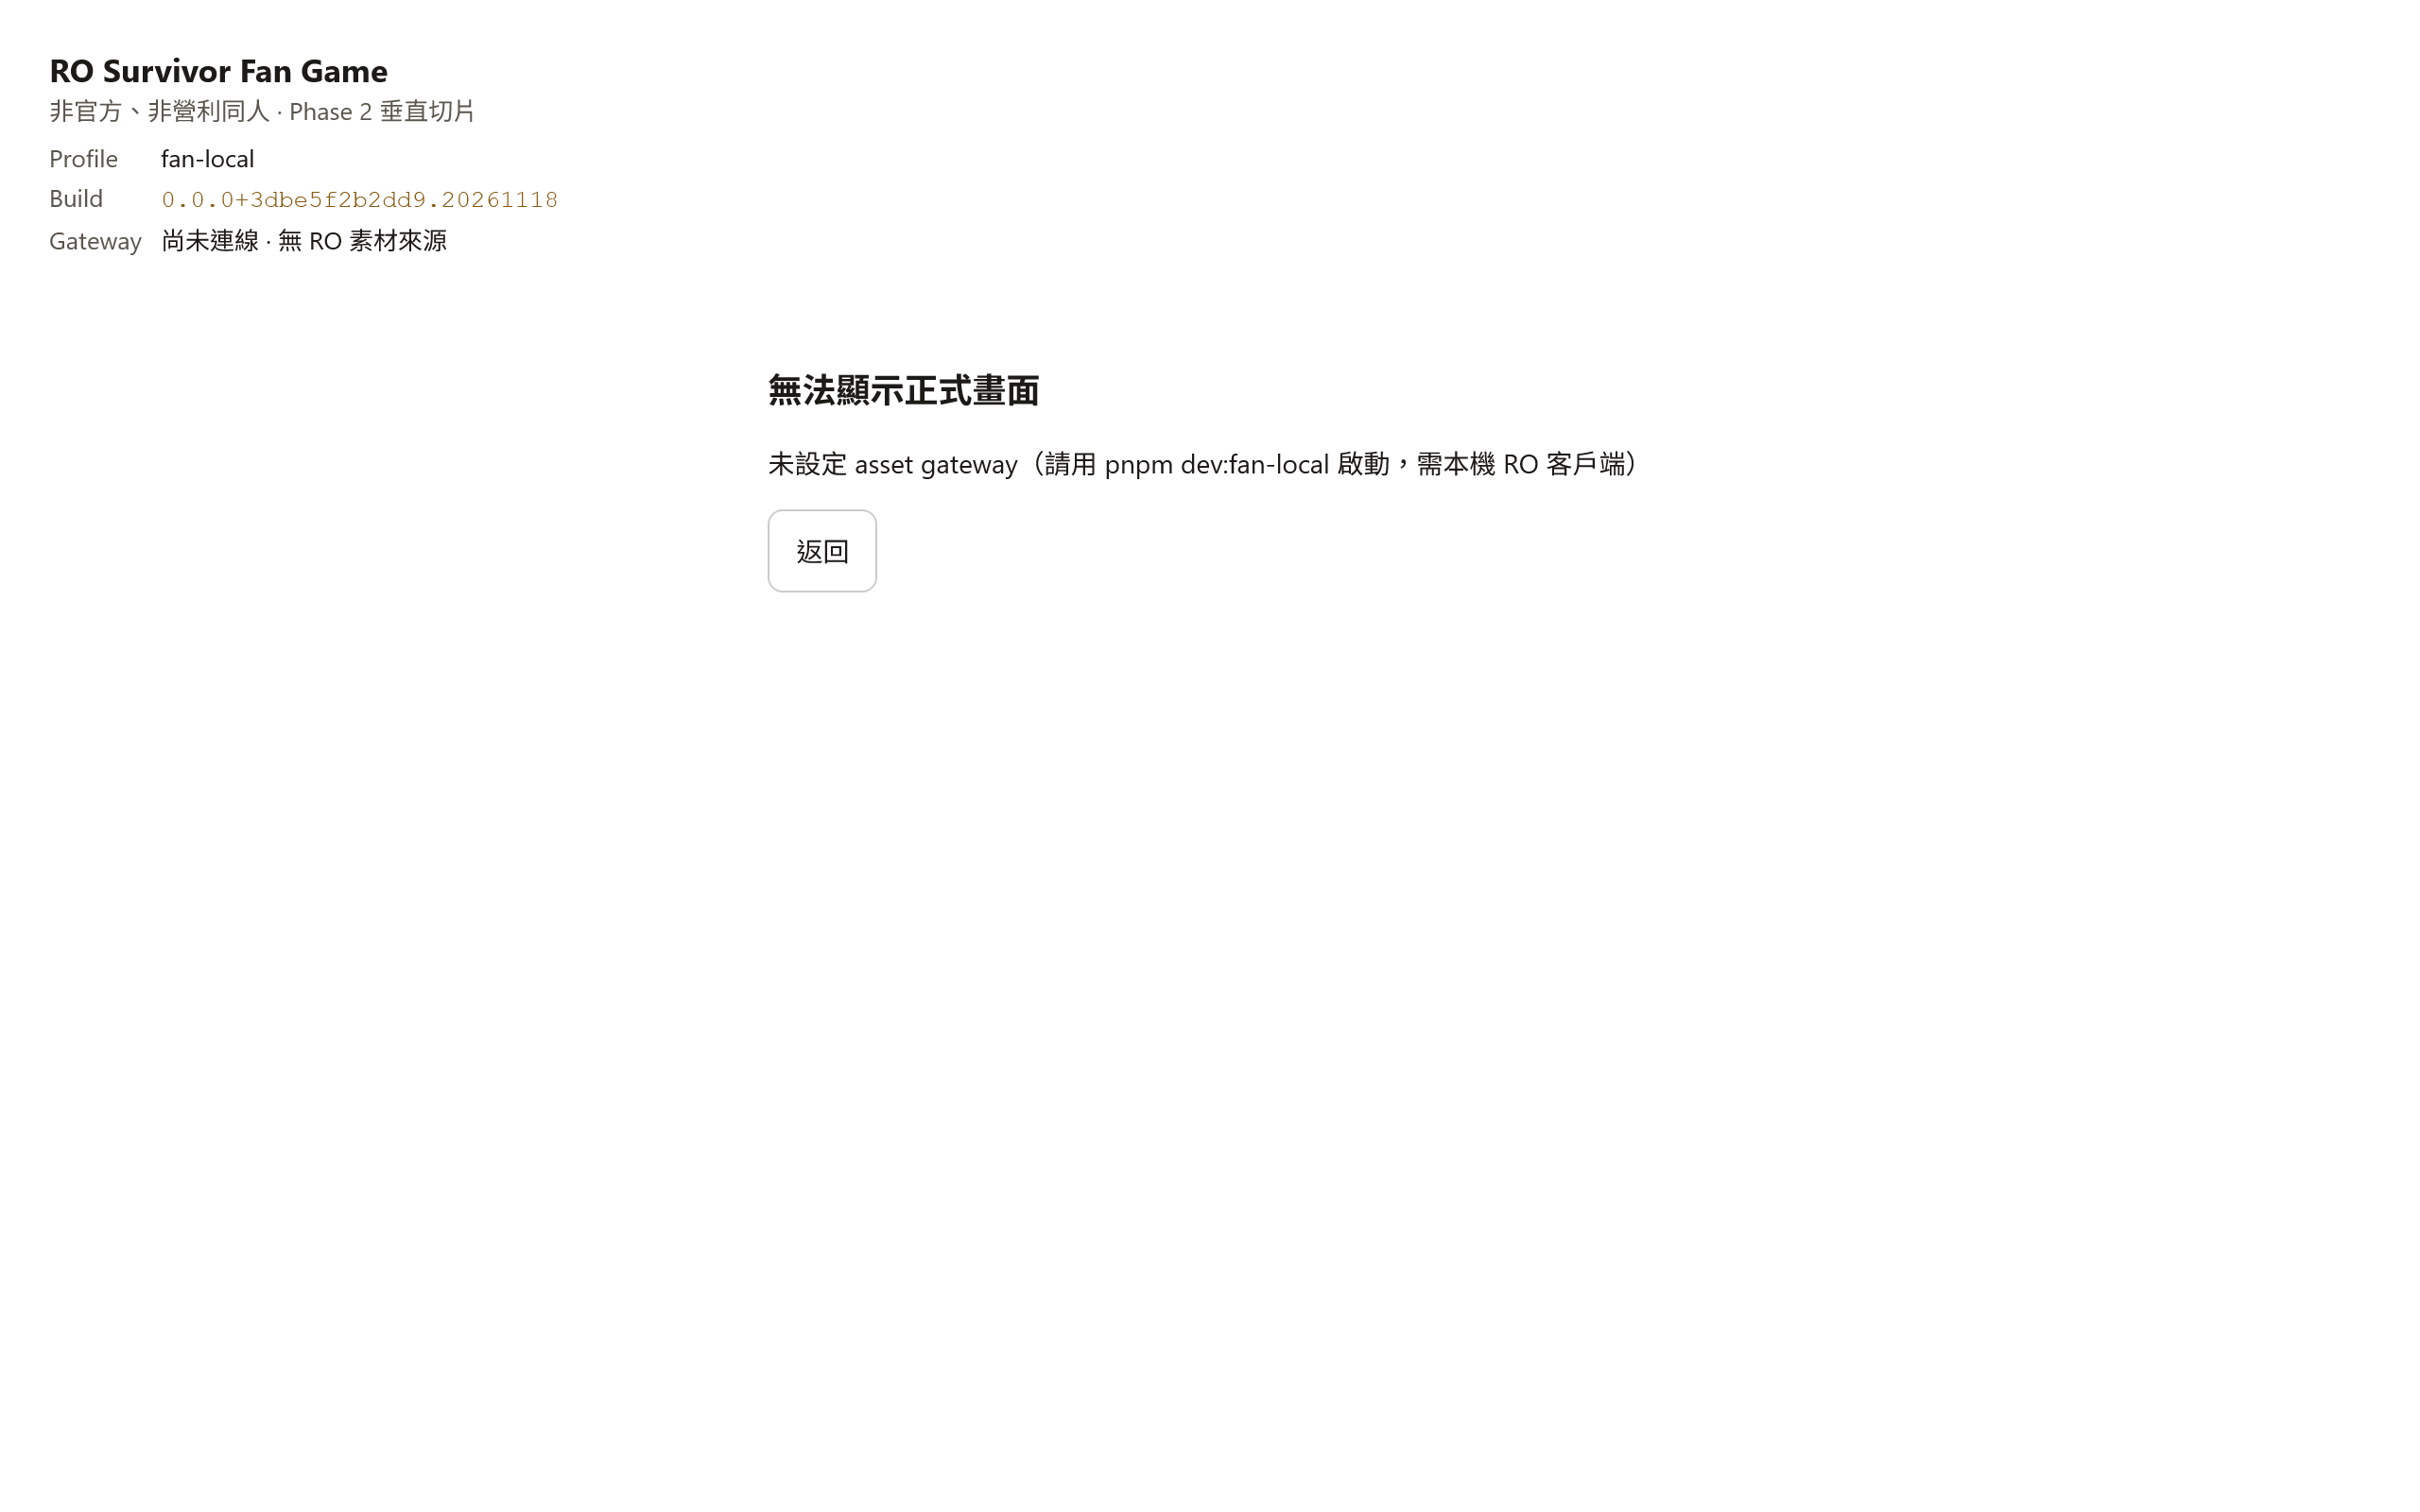 RO Survivor Fan Game
非官方、非營利同人 · Phase 2 垂直切片
Profile fan-local
Build 0.0.0+3dbe5f2b2dd9.20261118
Gateway 尚未連線 · 無 RO 素材來源
無法顯示正式畫面
未設定 asset gateway（請用 pnpm dev:fan-local 啟動，需本機 RO 客戶端）
返回